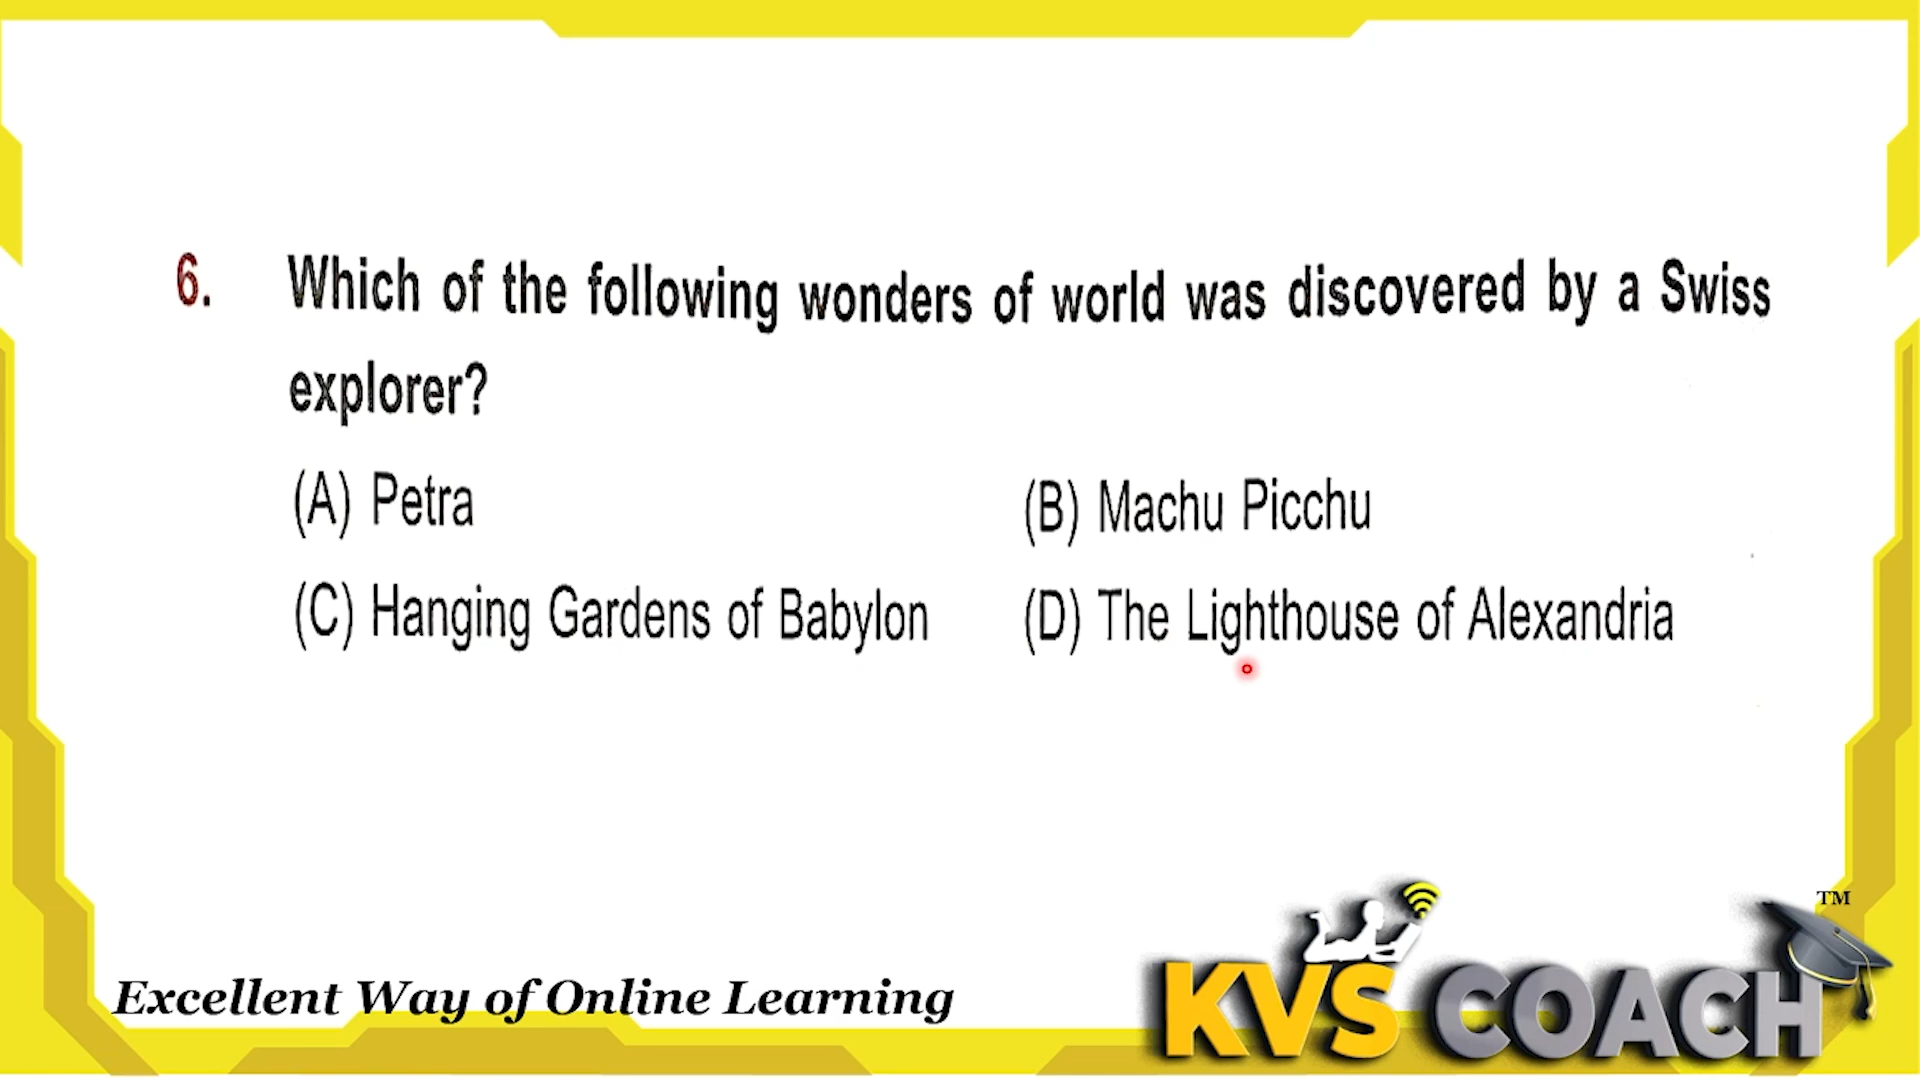 6. Which of the following wonders of world was discovered by a Swiss
explorer?
(A) Petra (B) Machu Picchu
(C) Hanging Gardens of Babylon (D) The Lighthouse of Alexandria
Excellent Way of Online Learning
KVS COACH TM